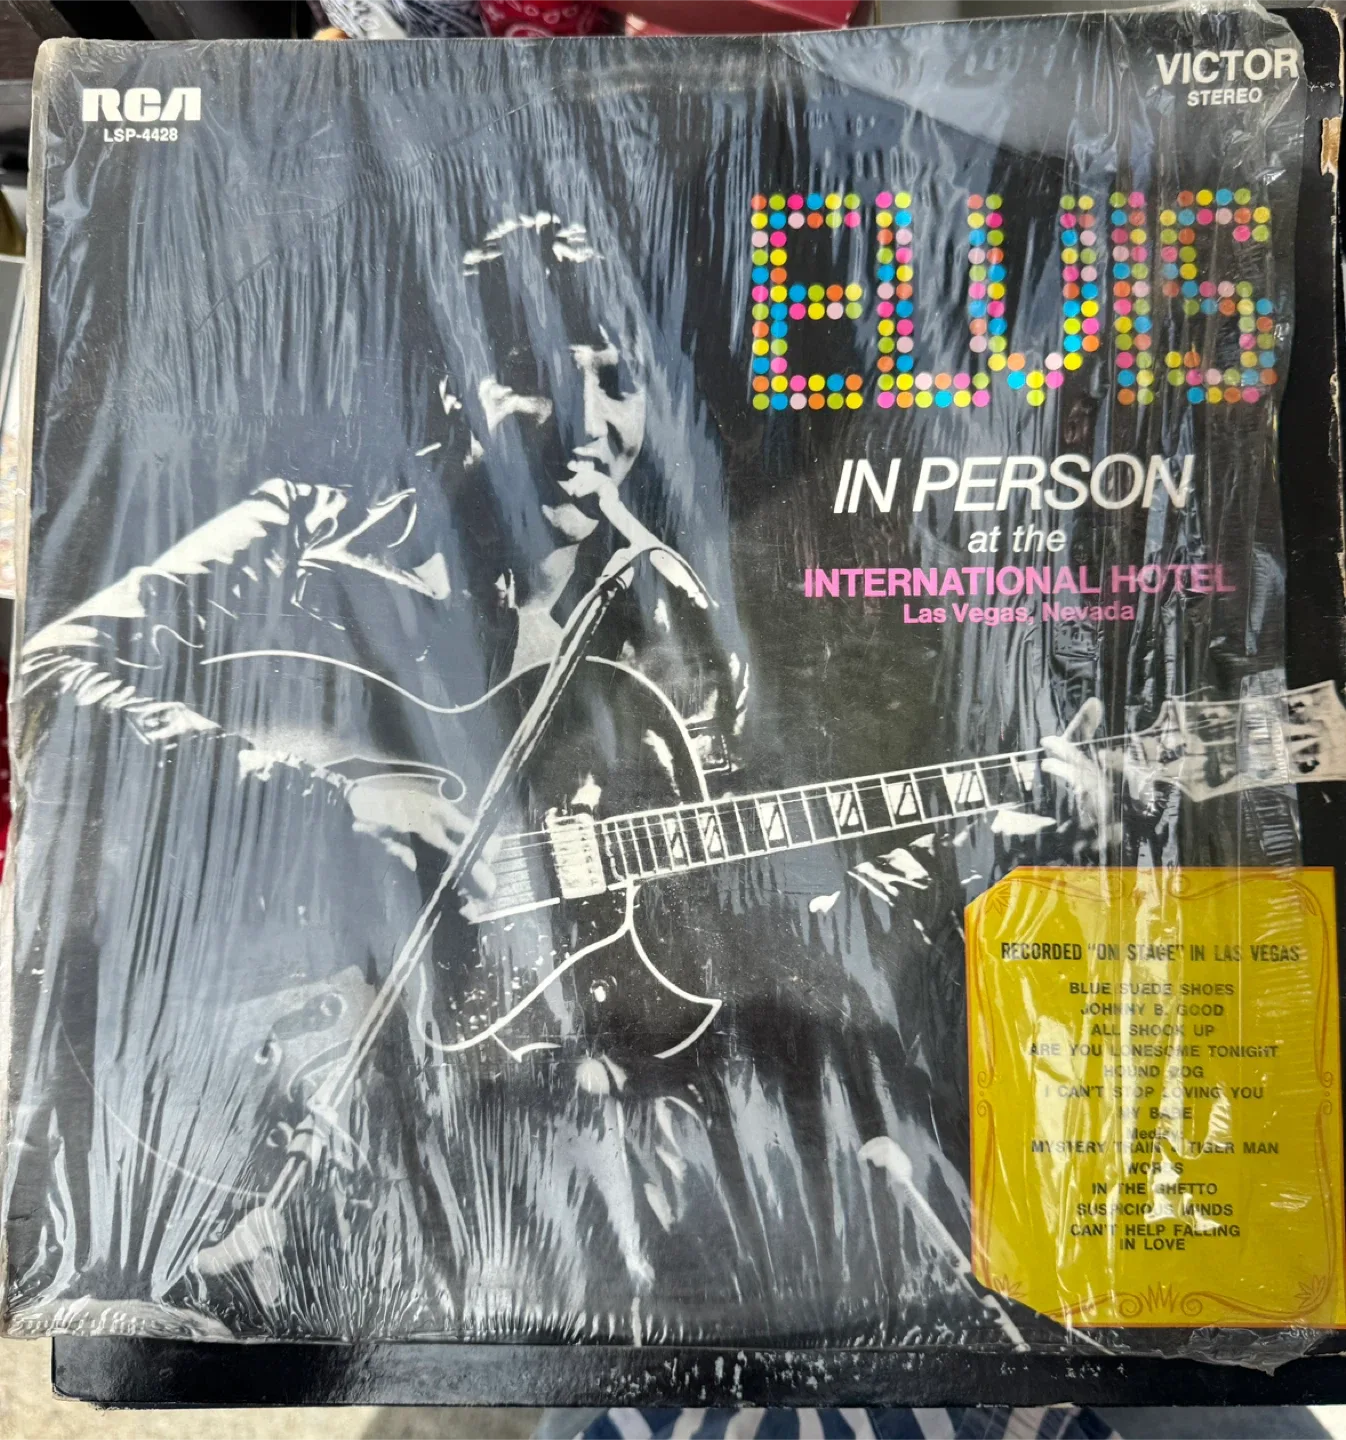 RCA
LSP-4428
VICTOR
STEREO
ELVIS
IN PERSON
at the
INTERNATIONAL HOTEL
Las Vegas, Nevada
RECORDED "ON STAGE" IN LAS VEGAS
BLUE SUEDE SHOES
JOHNNY B. GOOD
ALL SHOOK UP
ARE YOU LONESOME TONIGHT
HOUND DOG
I CAN'T STOP LOVING YOU
MY BABE
Medley:
MYSTERY TRAIN & TIGER MAN
WORDS
IN THE GHETTO
SUSPICIOUS MINDS
CAN'T HELP FALLING
IN LOVE